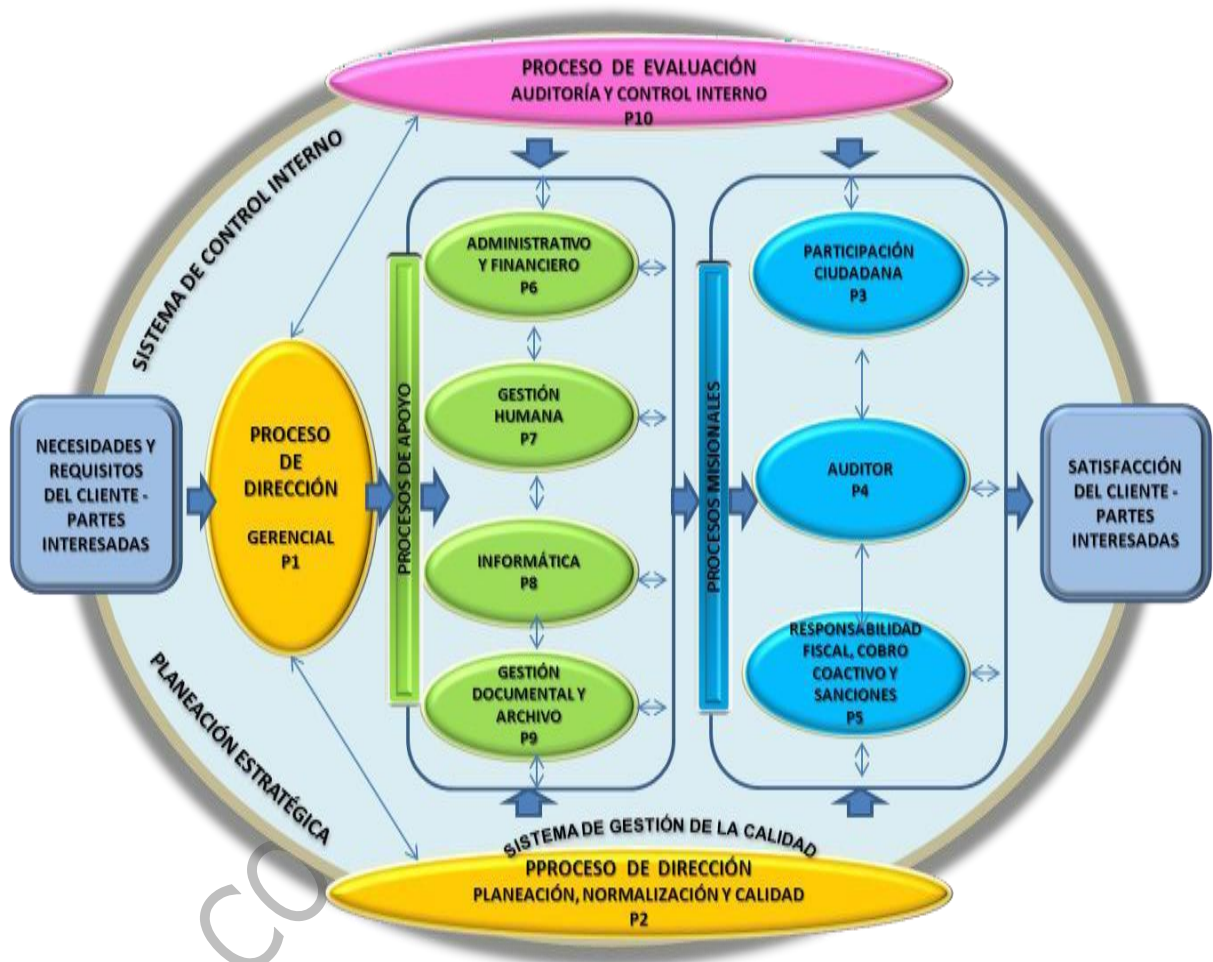 PROCESO DE EVALUACIÓN
AUDITORÍA Y CONTROL INTERNO
P10
SISTEMA DE CONTROL INTERNO
NECESIDADES Y
REQUISITOS
DEL CLIENTE -
PARTES
INTERESADAS
PROCESO
DE
DIRECCIÓN
GERENCIAL
P1
PROCESOS DE APOYO
ADMINISTRATIVO
Y FINANCIERO
P6
GESTIÓN
HUMANA
P7
INFORMÁTICA
P8
GESTIÓN
DOCUMENTAL Y
ARCHIVO
P9
PROCESOS MISIONALES
PARTICIPACIÓN
CIUDADANA
P3
AUDITOR
P4
RESPONSABILIDAD
FISCAL, COBRO
COACTIVO Y
SANCIONES
P5
SATISFACCIÓN
DEL CLIENTE -
PARTES
INTERESADAS
PLANEACIÓN ESTRATÉGICA
SISTEMA DE GESTIÓN DE LA CALIDAD
PPROCESO DE DIRECCIÓN
PLANEACIÓN, NORMALIZACIÓN Y CALIDAD
P2